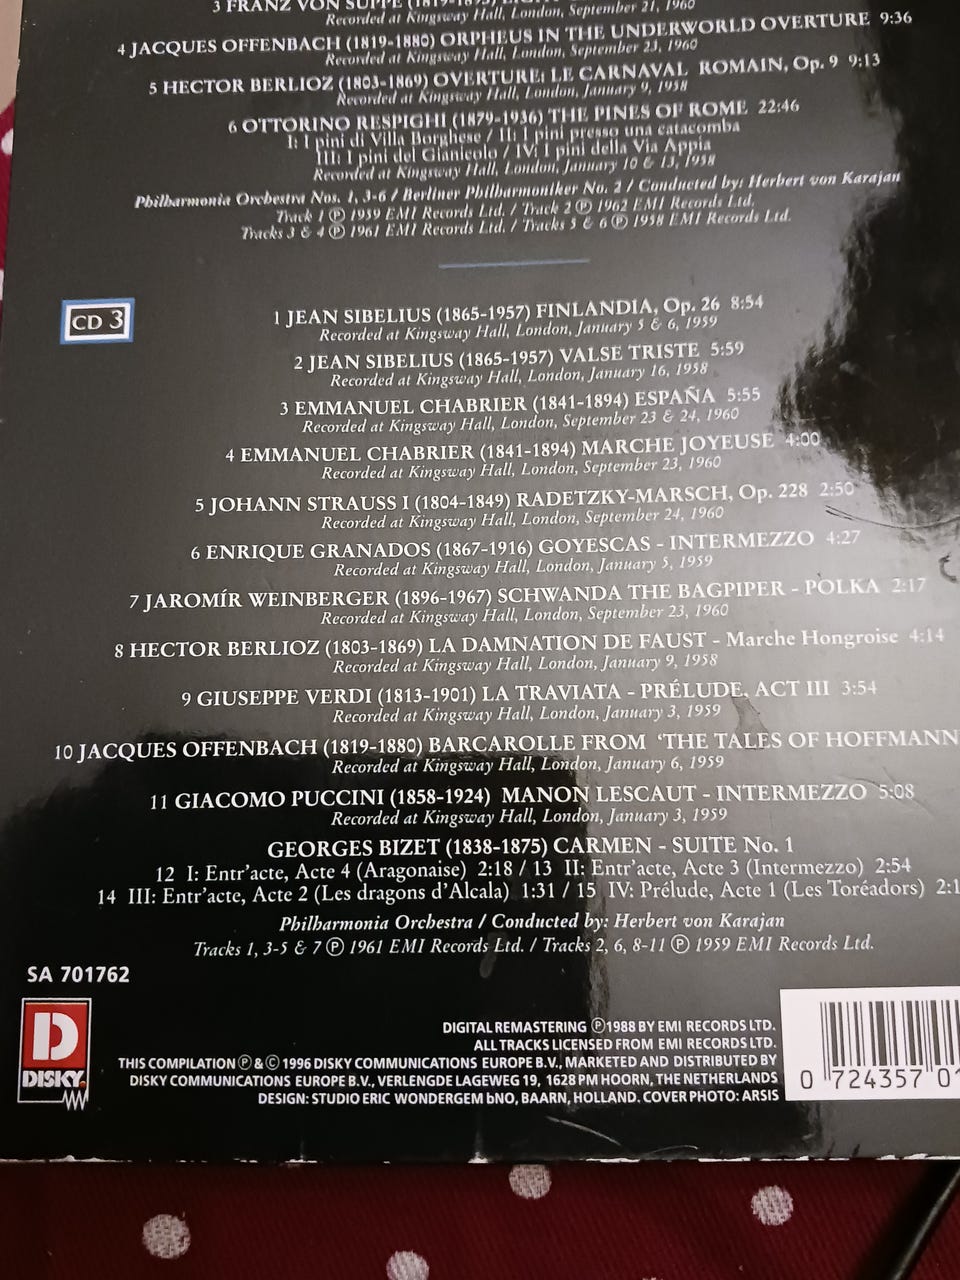 3 FRANZ VON SUPPÉ
Recorded at Kingsway Hall, London, September 21, 1960
4 JACQUES OFFENBACH (1819-1880) ORPHEUS IN THE UNDERWORLD OVERTURE 9:36
Recorded at Kingsway Hall, London, September 23, 1960
5 HECTOR BERLIOZ (1803-1869) OVERTURE: LE CARNAVAL ROMAIN, Op. 9 9:13
Recorded at Kingsway Hall, London, January 9, 1958
6 OTTORINO RESPIGHI (1879-1936) THE PINES OF ROME 22:46
I: I pini di Villa Borghese / II: I pini presso una catacomba
III: I pini del Gianicolo / IV: I pini della Via Appia
Recorded at Kingsway Hall, London, January 10 & 13, 1958
Philharmonia Orchestra Nos. 1, 3-6 / Berliner Philharmoniker No. 2 / Conducted by: Herbert von Karajan
Track 1 ℗ 1959 EMI Records Ltd. / Track 2 ℗ 1962 EMI Records Ltd.
Tracks 3 & 4 ℗ 1961 EMI Records Ltd. / Tracks 5 & 6 ℗ 1958 EMI Records Ltd.
CD 3
1 JEAN SIBELIUS (1865-1957) FINLANDIA, Op. 26 8:54
Recorded at Kingsway Hall, London, January 5 & 6, 1959
2 JEAN SIBELIUS (1865-1957) VALSE TRISTE 5:59
Recorded at Kingsway Hall, London, January 16, 1958
3 EMMANUEL CHABRIER (1841-1894) ESPAÑA 5:55
Recorded at Kingsway Hall, London, September 23 & 24, 1960
4 EMMANUEL CHABRIER (1841-1894) MARCHE JOYEUSE 4:00
Recorded at Kingsway Hall, London, September 23, 1960
5 JOHANN STRAUSS I (1804-1849) RADETZKY-MARSCH, Op. 228 2:50
Recorded at Kingsway Hall, London, September 24, 1960
6 ENRIQUE GRANADOS (1867-1916) GOYESCAS - INTERMEZZO 4:27
Recorded at Kingsway Hall, London, January 5, 1959
7 JAROMÍR WEINBERGER (1896-1967) SCHWANDA THE BAGPIPER - POLKA 2:17
Recorded at Kingsway Hall, London, September 23, 1960
8 HECTOR BERLIOZ (1803-1869) LA DAMNATION DE FAUST - Marche Hongroise 4:14
Recorded at Kingsway Hall, London, January 9, 1958
9 GIUSEPPE VERDI (1813-1901) LA TRAVIATA - PRÉLUDE, ACT III 3:54
Recorded at Kingsway Hall, London, January 3, 1959
10 JACQUES OFFENBACH (1819-1880) BARCAROLLE FROM 'THE TALES OF HOFFMANN
Recorded at Kingsway Hall, London, January 6, 1959
11 GIACOMO PUCCINI (1858-1924) MANON LESCAUT - INTERMEZZO 5:08
Recorded at Kingsway Hall, London, January 3, 1959
GEORGES BIZET (1838-1875) CARMEN - SUITE No. 1
12 I: Entr'acte, Acte 4 (Aragonaise) 2:18 / 13 II: Entr'acte, Acte 3 (Intermezzo) 2:54
14 III: Entr'acte, Acte 2 (Les dragons d'Alcala) 1:31 / 15 IV: Prélude, Acte 1 (Les Toréadors) 2:1
Philharmonia Orchestra / Conducted by: Herbert von Karajan
Tracks 1, 3-5 & 7 ℗ 1961 EMI Records Ltd. / Tracks 2, 6, 8-11 ℗ 1959 EMI Records Ltd.
SA 701762
D
DISKY.
DIGITAL REMASTERING ℗1988 BY EMI RECORDS LTD.
ALL TRACKS LICENSED FROM EMI RECORDS LTD.
THIS COMPILATION ℗ & © 1996 DISKY COMMUNICATIONS EUROPE B.V., MARKETED AND DISTRIBUTED BY
DISKY COMMUNICATIONS EUROPE B.V., VERLENGDE LAGEWEG 19, 1628 PM HOORN, THE NETHERLANDS
DESIGN: STUDIO ERIC WONDERGEM bNO, BAARN, HOLLAND. COVER PHOTO: ARSIS
0 724357 01